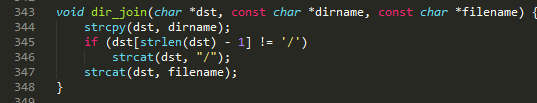 343 void dir_join(char *dst, const char *dirname, const char *filename) {
344 strcpy(dst, dirname);
345 if (dst[strlen(dst) - 1] != '/')
346 strcat(dst, "/");
347 strcat(dst, filename);
348 }
349